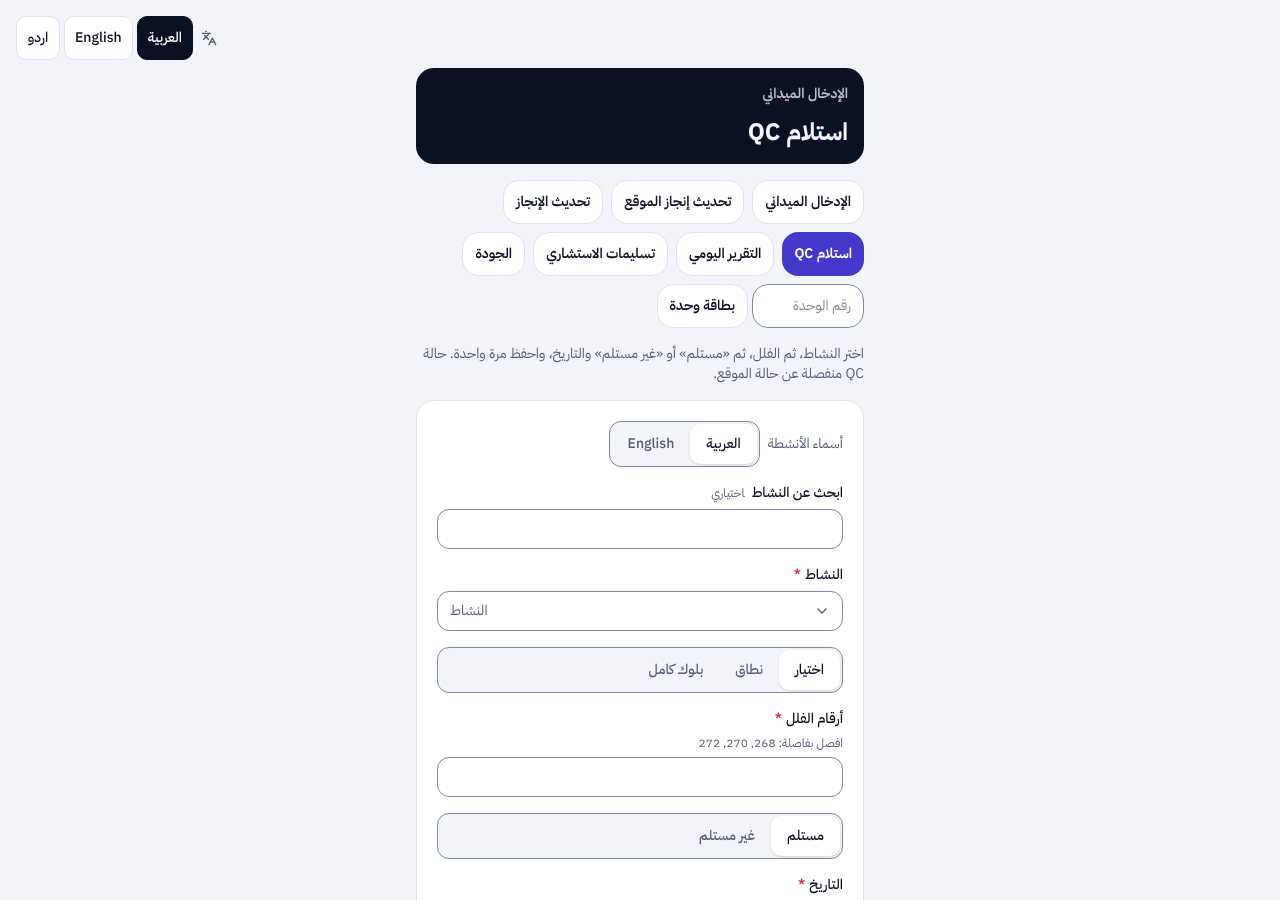 العربية English اردو
الإدخال الميداني
استلام QC
الإدخال الميداني تحديث إنجاز الموقع تحديث الإنجاز
استلام QC التقرير اليومي تسليمات الاستشاري الجودة
رقم الوحدة بطاقة وحدة
اختر النشاط، ثم الفلل، ثم «مستلم» أو «غير مستلم» والتاريخ، واحفظ مرة واحدة. حالة
QC منفصلة عن حالة الموقع.
أسماء الأنشطة العربية English
ابحث عن النشاط اختياري
النشاط *
النشاط
اختيار نطاق بلوك كامل
أرقام الفلل *
افصل بفاصلة: 268, 270, 272
مستلم غير مستلم
التاريخ *